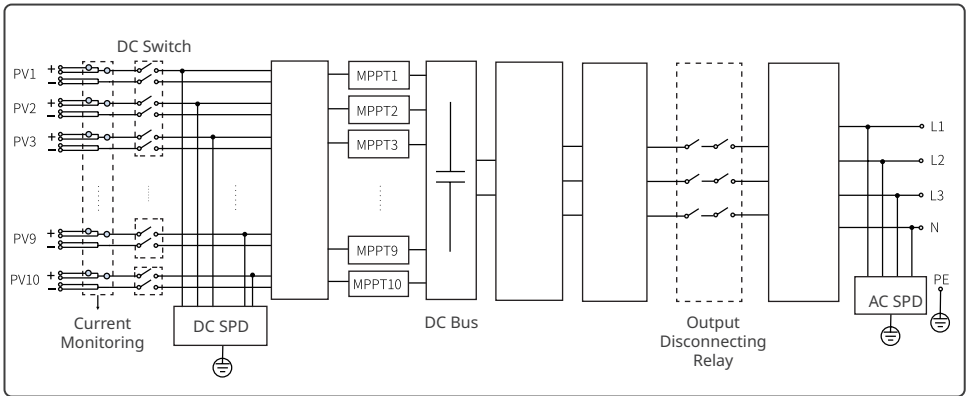 DC Switch
PV1
+
−
PV2
+
−
PV3
+
−
PV9
+
−
PV10
+
−
Current
Monitoring
DC SPD
MPPT1
MPPT2
MPPT3
MPPT9
MPPT10
DC Bus
Output
Disconnecting
Relay
L1
L2
L3
N
AC SPD
PE